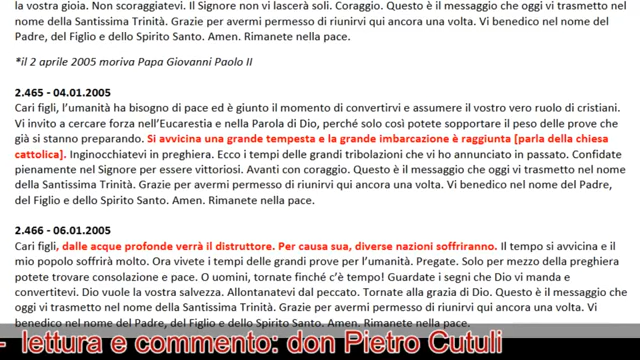 la vostra gioia. Non scoraggiatevi. Il Signore non vi lascerà soli. Coraggio. Questo è il messaggio che oggi vi trasmetto nel
nome della Santissima Trinità. Grazie per avermi permesso di riunirvi qui ancora una volta. Vi benedico nel nome del
Padre, del Figlio e dello Spirito Santo. Amen. Rimanete nella pace.
*il 2 aprile 2005 moriva Papa Giovanni Paolo II
2.465 - 04.01.2005
Cari figli, l'umanità ha bisogno di pace ed è giunto il momento di convertirvi e assumere il vostro vero ruolo di cristiani.
Vi invito a cercare forza nell'Eucarestia e nella Parola di Dio, perché solo così potete sopportare il peso delle prove che
già si stanno preparando. Si avvicina una grande tempesta e la grande imbarcazione è raggiunta [parla della chiesa
cattolica]. Inginocchiatevi in preghiera. Ecco i tempi delle grandi tribolazioni che vi ho annunciato in passato. Confidate
pienamente nel Signore per essere vittoriosi. Avanti con coraggio. Questo è il messaggio che oggi vi trasmetto nel nome
della Santissima Trinità. Grazie per avermi permesso di riunirvi qui ancora una volta. Vi benedico nel nome del Padre,
del Figlio e dello Spirito Santo. Amen. Rimanete nella pace.
2.466 - 06.01.2005
Cari figli, dalle acque profonde verrà il distruttore. Per causa sua, diverse nazioni soffriranno. Il tempo si avvicina e il
mio popolo soffrirà molto. Ora vivete i tempi delle grandi prove per l'umanità. Pregate. Solo per mezzo della preghiera
potete trovare consolazione e pace. O uomini, tornate finché c'è tempo! Guardate i segni che Dio vi manda e
convertitevi. Dio vuole la vostra salvezza. Allontanatevi dal peccato. Tornate alla grazia di Dio. Questo è il messaggio che
oggi vi trasmetto nel nome della Santissima Trinità. Grazie per avermi permesso di riunirvi qui ancora una volta. Vi
benedico nel nome del Padre, del Figlio e dello Spirito Santo. Amen. Rimanete nella pace.
- lettura e commento: don Pietro Cutuli